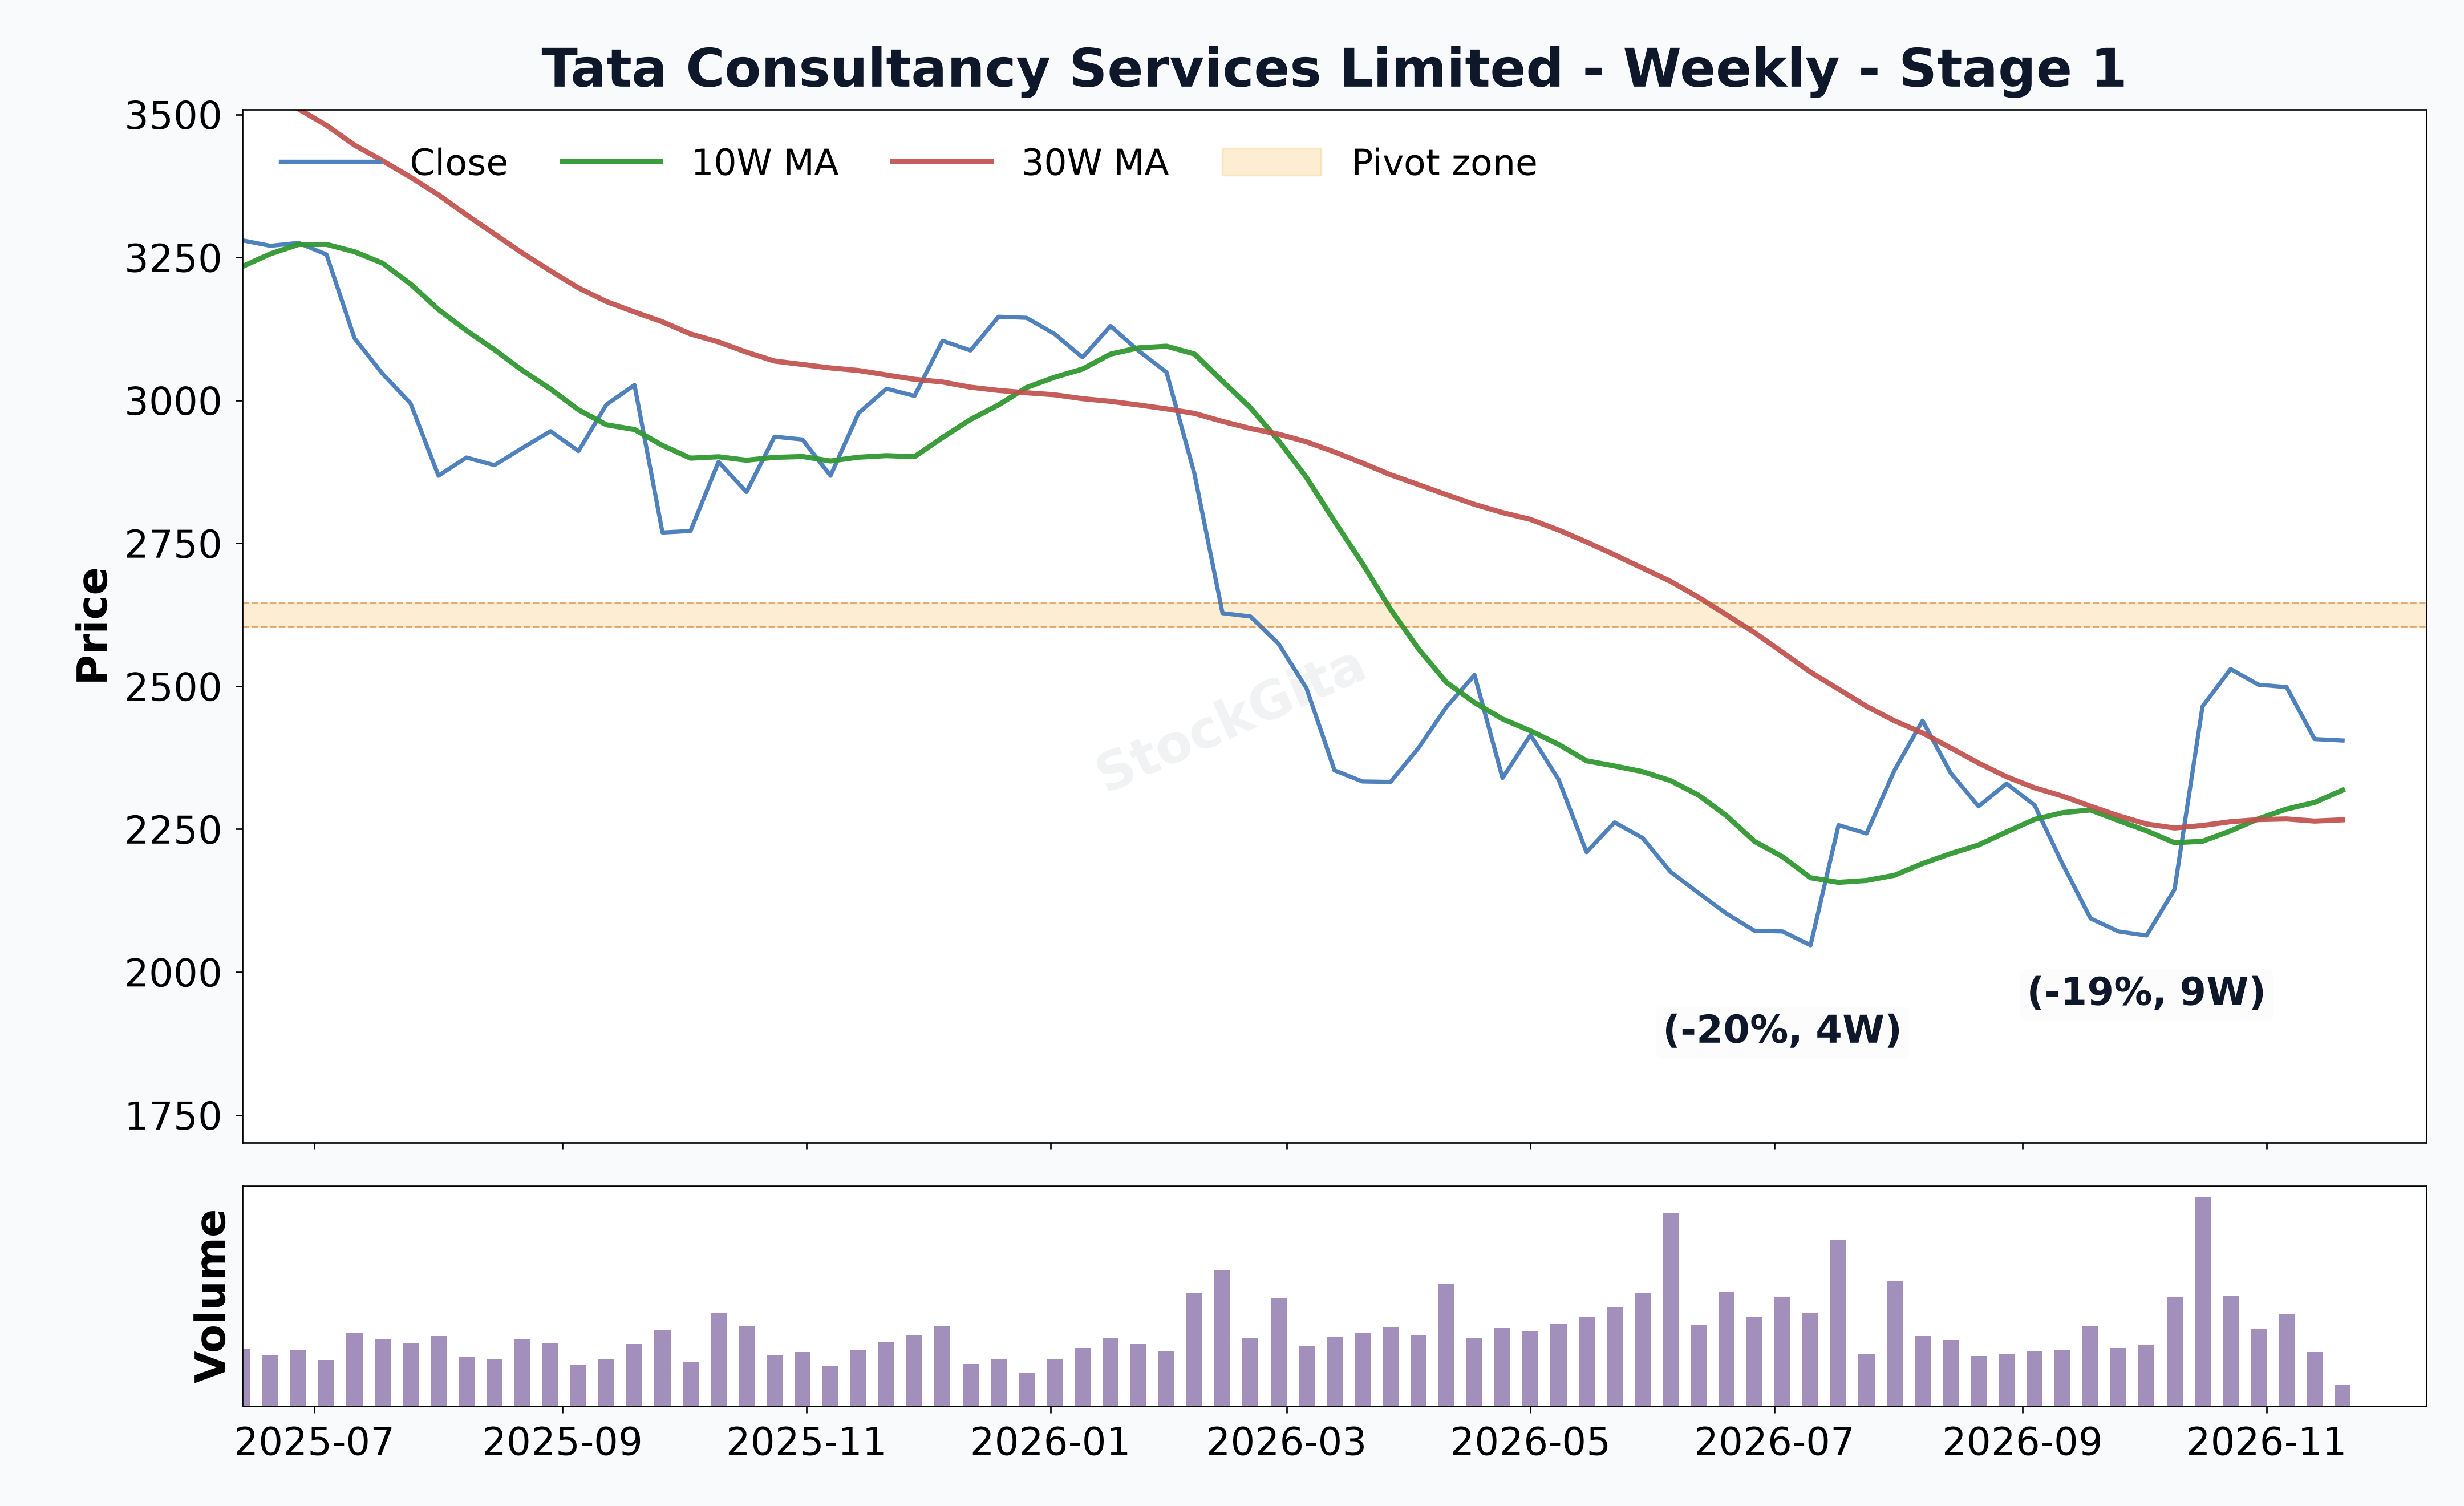 Tata Consultancy Services Limited - Weekly - Stage 1
3500
Close 10W MA 30W MA Pivot zone
3250
3000
2750
Price
2500
StockGita
2250
2000
(-19%, 9W)
(-20%, 4W)
1750
Volume
2025-07 2025-09 2025-11 2026-01 2026-03 2026-05 2026-07 2026-09 2026-11